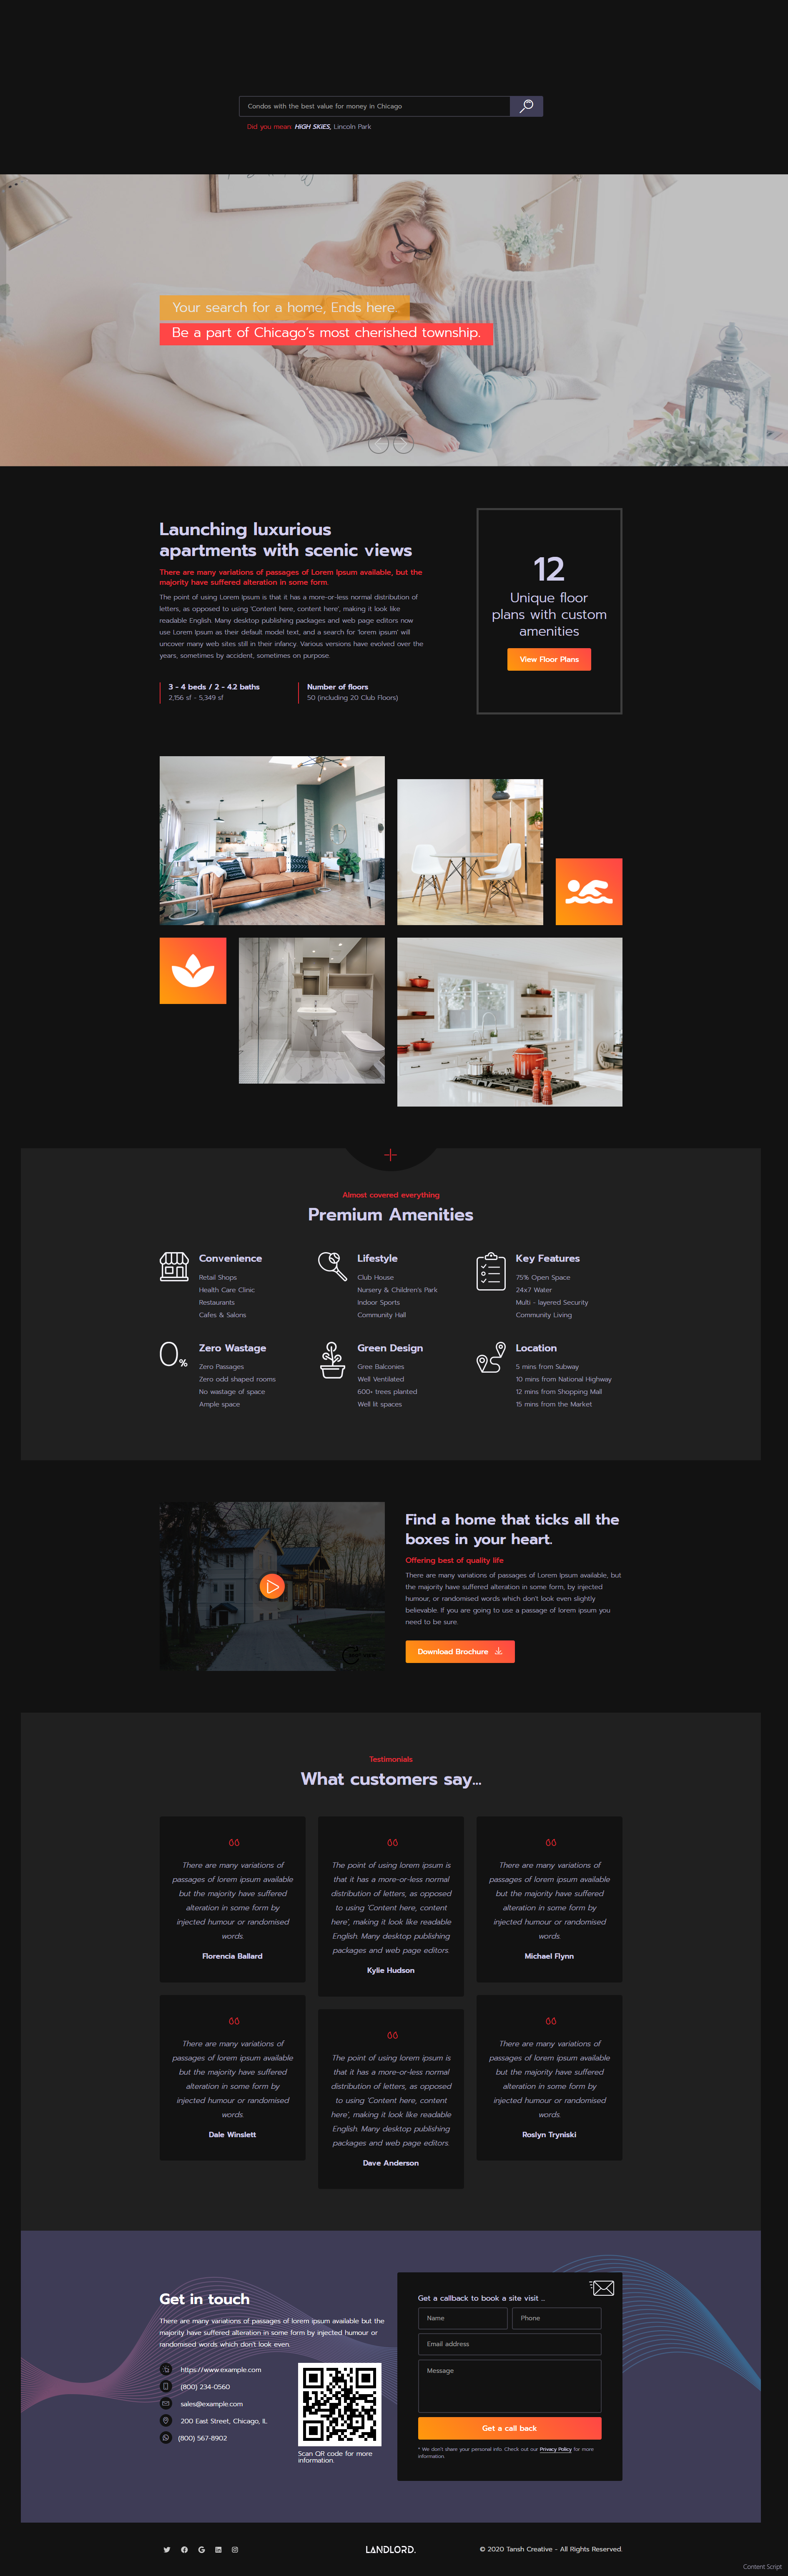 Condos with the best value for money in Chicago
Did you mean: HIGH SKIES, Lincoln Park
Your search for a home, Ends here.
Be a part of Chicago's most cherished township.
Launching luxurious
apartments with scenic views
There are many variations of passages of Lorem Ipsum available, but the
majority have suffered alteration in some form.
The point of using Lorem Ipsum is that it has a more-or-less normal distribution of
letters, as opposed to using 'Content here, content here', making it look like
readable English. Many desktop publishing packages and web page editors now
use Lorem Ipsum as their default model text, and a search for 'lorem ipsum' will
uncover many web sites still in their infancy. Various versions have evolved over the
years, sometimes by accident, sometimes on purpose.
3 - 4 beds / 2 - 4.2 baths
2,156 sf - 5,349 sf
Number of floors
50 (including 20 Club Floors)
12
Unique floor
plans with custom
amenities
View Floor Plans
Almost covered everything
Premium Amenities
Convenience
Retail Shops
Health Care Clinic
Restaurants
Cafes & Salons
Lifestyle
Club House
Nursery & Children's Park
Indoor Sports
Community Hall
Key Features
75% Open Space
24x7 Water
Multi - layered Security
Community Living
0%
Zero Wastage
Zero Passages
Zero odd shaped rooms
No wastage of space
Ample space
Green Design
Gree Balconies
Well Ventilated
600+ trees planted
Well lit spaces
Location
5 mins from Subway
10 mins from National Highway
12 mins from Shopping Mall
15 mins from the Market
Find a home that ticks all the
boxes in your heart.
Offering best of quality life
There are many variations of passages of Lorem Ipsum available, but
the majority have suffered alteration in some form, by injected
humour, or randomised words which don't look even slightly
believable. If you are going to use a passage of lorem ipsum you
need to be sure.
Download Brochure
Testimonials
What customers say...
There are many variations of
passages of lorem ipsum available
but the majority have suffered
alteration in some form by
injected humour or randomised
words.
Florencia Ballard
The point of using lorem ipsum is
that it has a more-or-less normal
distribution of letters, as opposed
to using 'Content here, content
here', making it look like readable
English. Many desktop publishing
packages and web page editors.
Kylie Hudson
There are many variations of
passages of lorem ipsum available
but the majority have suffered
alteration in some form by
injected humour or randomised
words.
Michael Flynn
There are many variations of
passages of lorem ipsum available
but the majority have suffered
alteration in some form by
injected humour or randomised
words.
Dale Winslett
The point of using lorem ipsum is
that it has a more-or-less normal
distribution of letters, as opposed
to using 'Content here, content
here', making it look like readable
English. Many desktop publishing
packages and web page editors.
Dave Anderson
There are many variations of
passages of lorem ipsum available
but the majority have suffered
alteration in some form by
injected humour or randomised
words.
Roslyn Tryniski
Get in touch
There are many variations of passages of lorem ipsum available but the
majority have suffered alteration in some form by injected humour or
randomised words which don't look even.
https://www.example.com
(800) 234-0560
sales@example.com
200 East Street, Chicago, IL
(800) 567-8902
Scan QR code for more
information.
Get a callback to book a site visit ...
Name
Phone
Email address
Message
Get a call back
* We don't share your personal info. Check out our Privacy Policy for more
information.
LANDLORD.
© 2020 Tansh Creative - All Rights Reserved.
Content Script